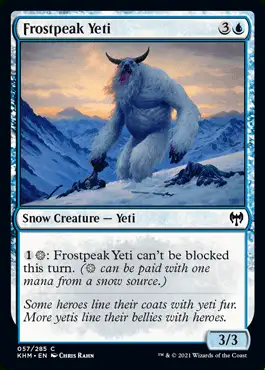 Frostpeak Yeti 3
Snow Creature — Yeti
1 : Frostpeak Yeti can't be blocked
this turn. ( can be paid with one
mana from a snow source.)
Some heroes line their coats with yeti fur.
More yetis line their bellies with heroes.
3/3
057/285 C
KHM • EN Chris Rahn
™ & © 2021 Wizards of the Coast